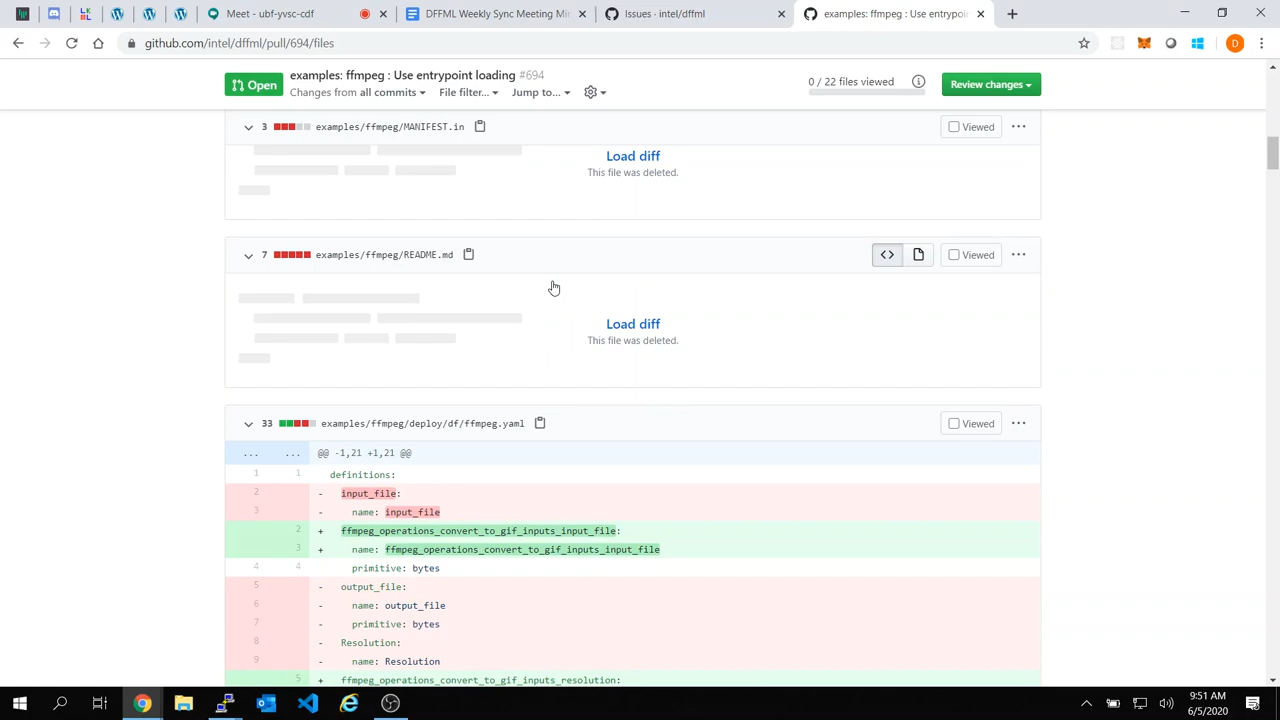 Meet - ubf-yvsc-cdf
DFFML Weekly Sync Meeting Min
Issues · intel/dffml
examples: ffmpeg : Use entrypoin
github.com/intel/dffml/pull/694/files
D
Open
examples: ffmpeg : Use entrypoint loading #694
Changes from all commits
File filter...
Jump to...
0 / 22 files viewed
Review changes
3 examples/ffmpeg/MANIFEST.in
Viewed
Load diff
This file was deleted.
7 examples/ffmpeg/README.md
Viewed
Load diff
This file was deleted.
33 examples/ffmpeg/deploy/df/ffmpeg.yaml
Viewed
... ... @@ -1,21 +1,21 @@
1 1 definitions:
2 - input_file:
3 - name: input_file
2 + ffmpeg_operations_convert_to_gif_inputs_input_file:
3 + name: ffmpeg_operations_convert_to_gif_inputs_input_file
4 4 primitive: bytes
5 - output_file:
6 - name: output_file
7 - primitive: bytes
8 - Resolution:
9 - name: Resolution
5 + ffmpeg_operations_convert_to_gif_inputs_resolution:
9:51 AM
6/5/2020